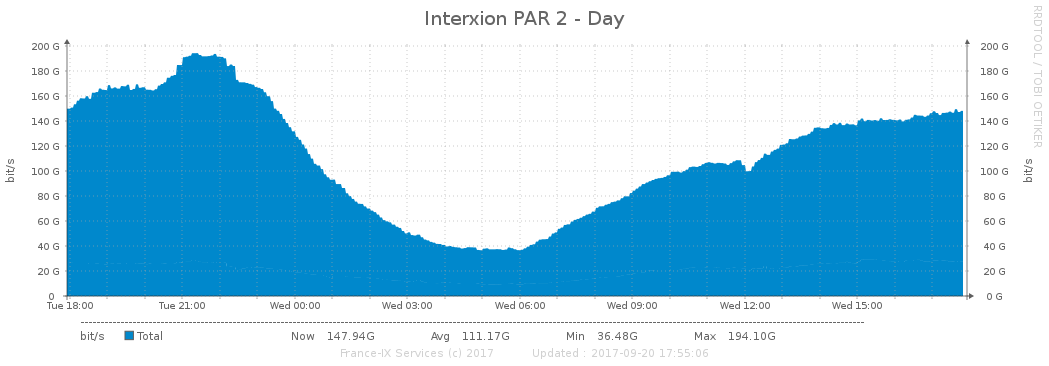 Interxion PAR 2 - Day
RRDTOOL / TOBI OETIKER
200 G 200 G
180 G 180 G
160 G 160 G
140 G 140 G
120 G 120 G
100 G 100 G
80 G 80 G
60 G 60 G
40 G 40 G
20 G 20 G
0 0 G
bit/s bit/s
Tue 18:00 Tue 21:00 Wed 00:00 Wed 03:00 Wed 06:00 Wed 09:00 Wed 12:00 Wed 15:00
bit/s Total Now 147.94G Avg 111.17G Min 36.48G Max 194.10G
France-IX Services (c) 2017 Updated : 2017-09-20 17:55:06